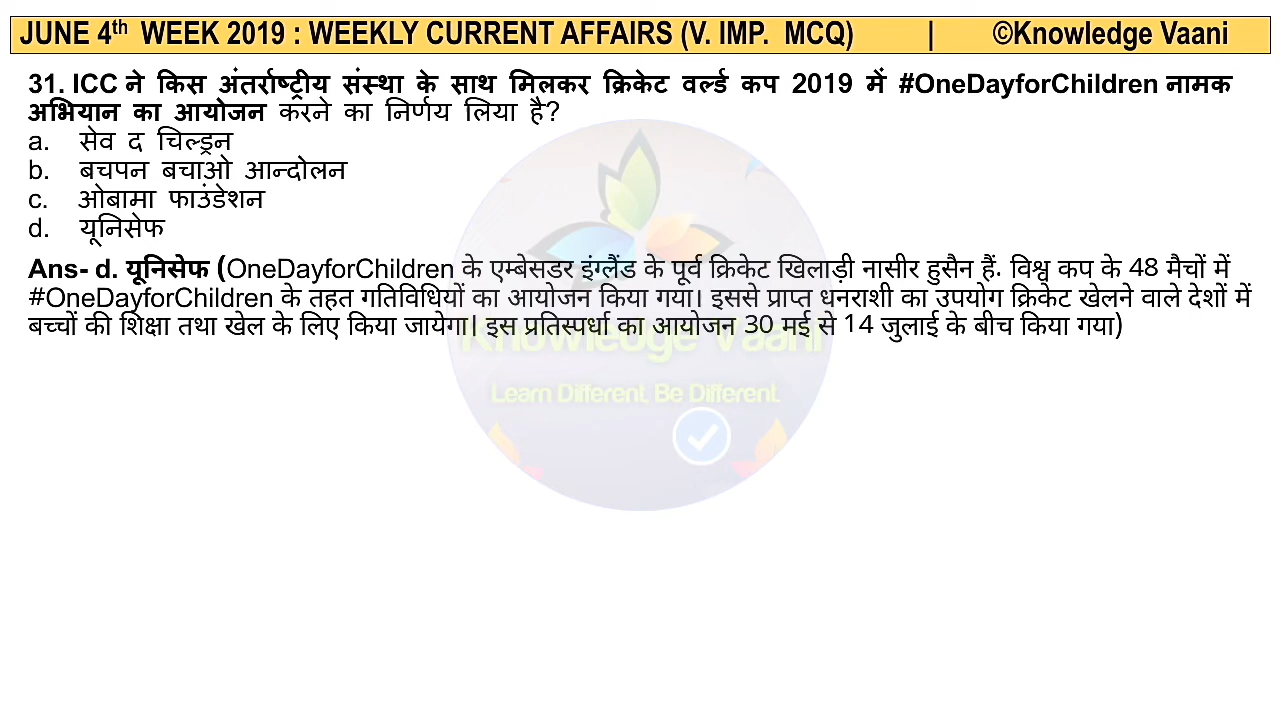 JUNE 4th WEEK 2019 : WEEKLY CURRENT AFFAIRS (V. IMP. MCQ) | ©Knowledge Vaani
31. ICC ने किस अंतर्राष्ट्रीय संस्था के साथ मिलकर क्रिकेट वर्ल्ड कप 2019 में #OneDayforChildren नामक
अभियान का आयोजन करने का निर्णय लिया है?
a. सेव द चिल्ड्रन
b. बचपन बचाओ आन्दोलन
c. ओबामा फाउंडेशन
d. यूनिसेफ
Ans- d. यूनिसेफ (OneDayforChildren के एम्बेसडर इंग्लैंड के पूर्व क्रिकेट खिलाड़ी नासीर हुसैन हैं. विश्व कप के 48 मैचों में
#OneDayforChildren के तहत गतिविधियों का आयोजन किया गया। इससे प्राप्त धनराशी का उपयोग क्रिकेट खेलने वाले देशों में
बच्चों की शिक्षा तथा खेल के लिए किया जायेगा। इस प्रतिस्पर्धा का आयोजन 30 मई से 14 जुलाई के बीच किया गया)
Knowledge Vaani
Learn Different, Be Different